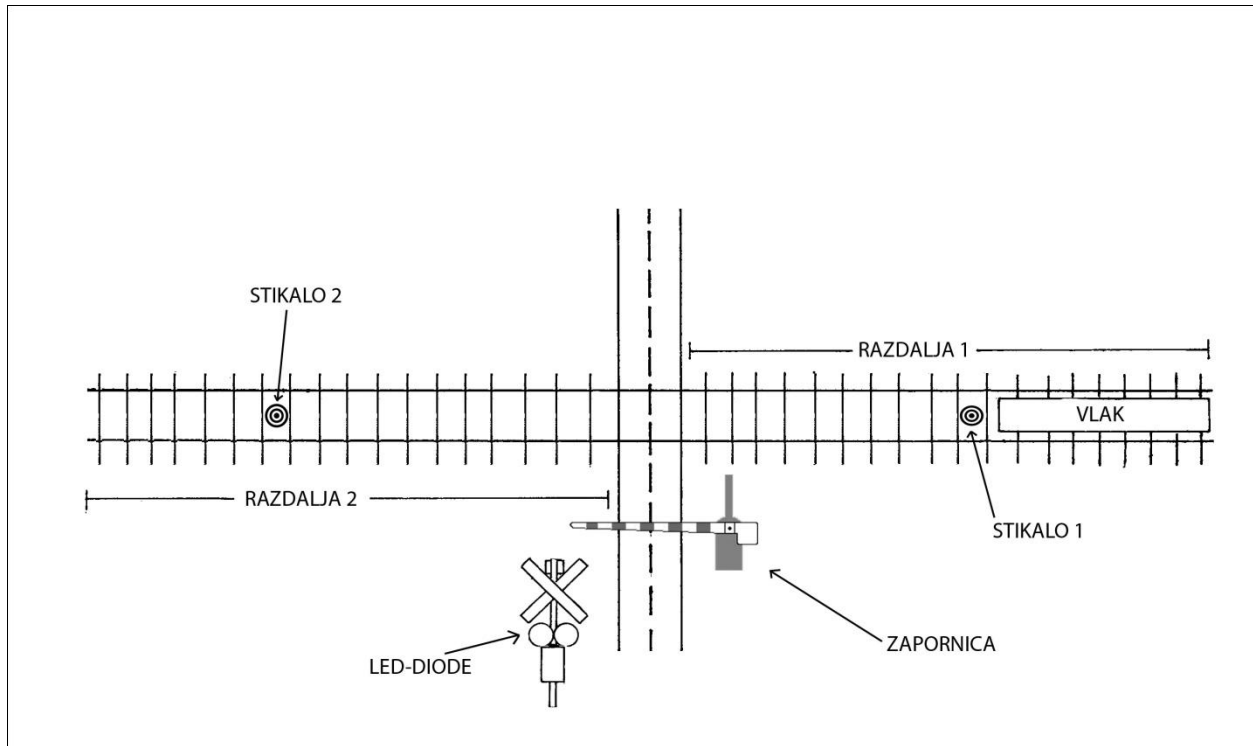 STIKALO 2
RAZDALJA 1
VLAK
RAZDALJA 2
STIKALO 1
ZAPORNICA
LED-DIODE